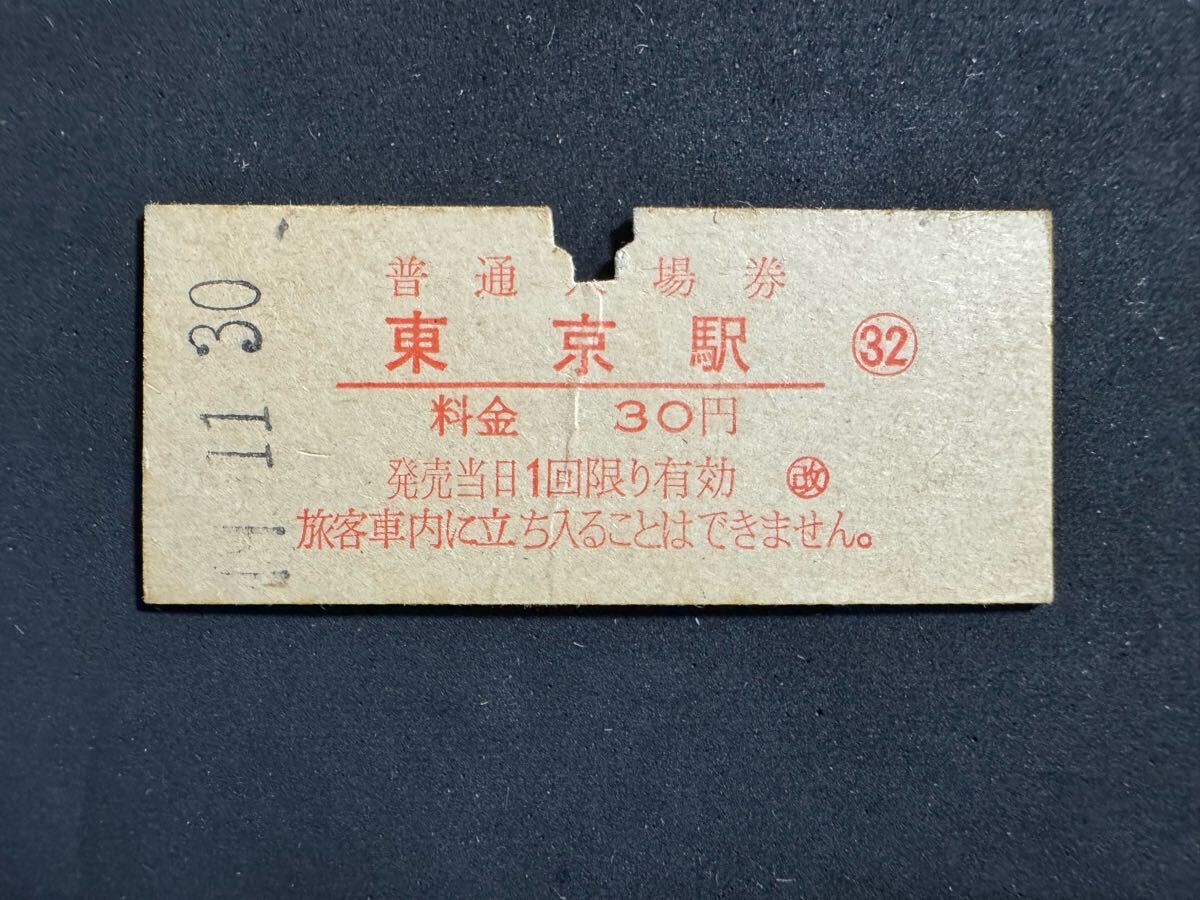 普通入場券
東京駅 ㉜
料金 30円
発売当日1回限り有効 ㊋改
旅客車内に立ち入ることはできません。
11.30